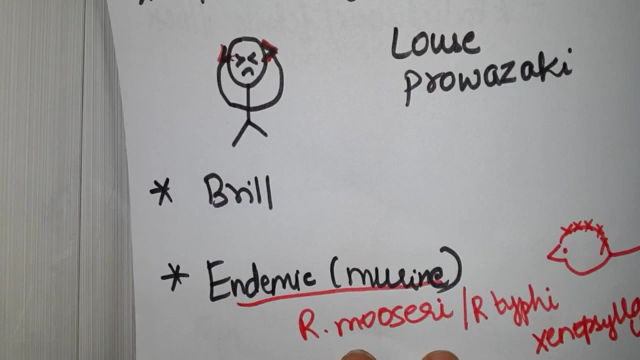 Louse
Prowazaki
* Brill
* Endemic (murine)
R. mooseri / R typhi
xenopsylla